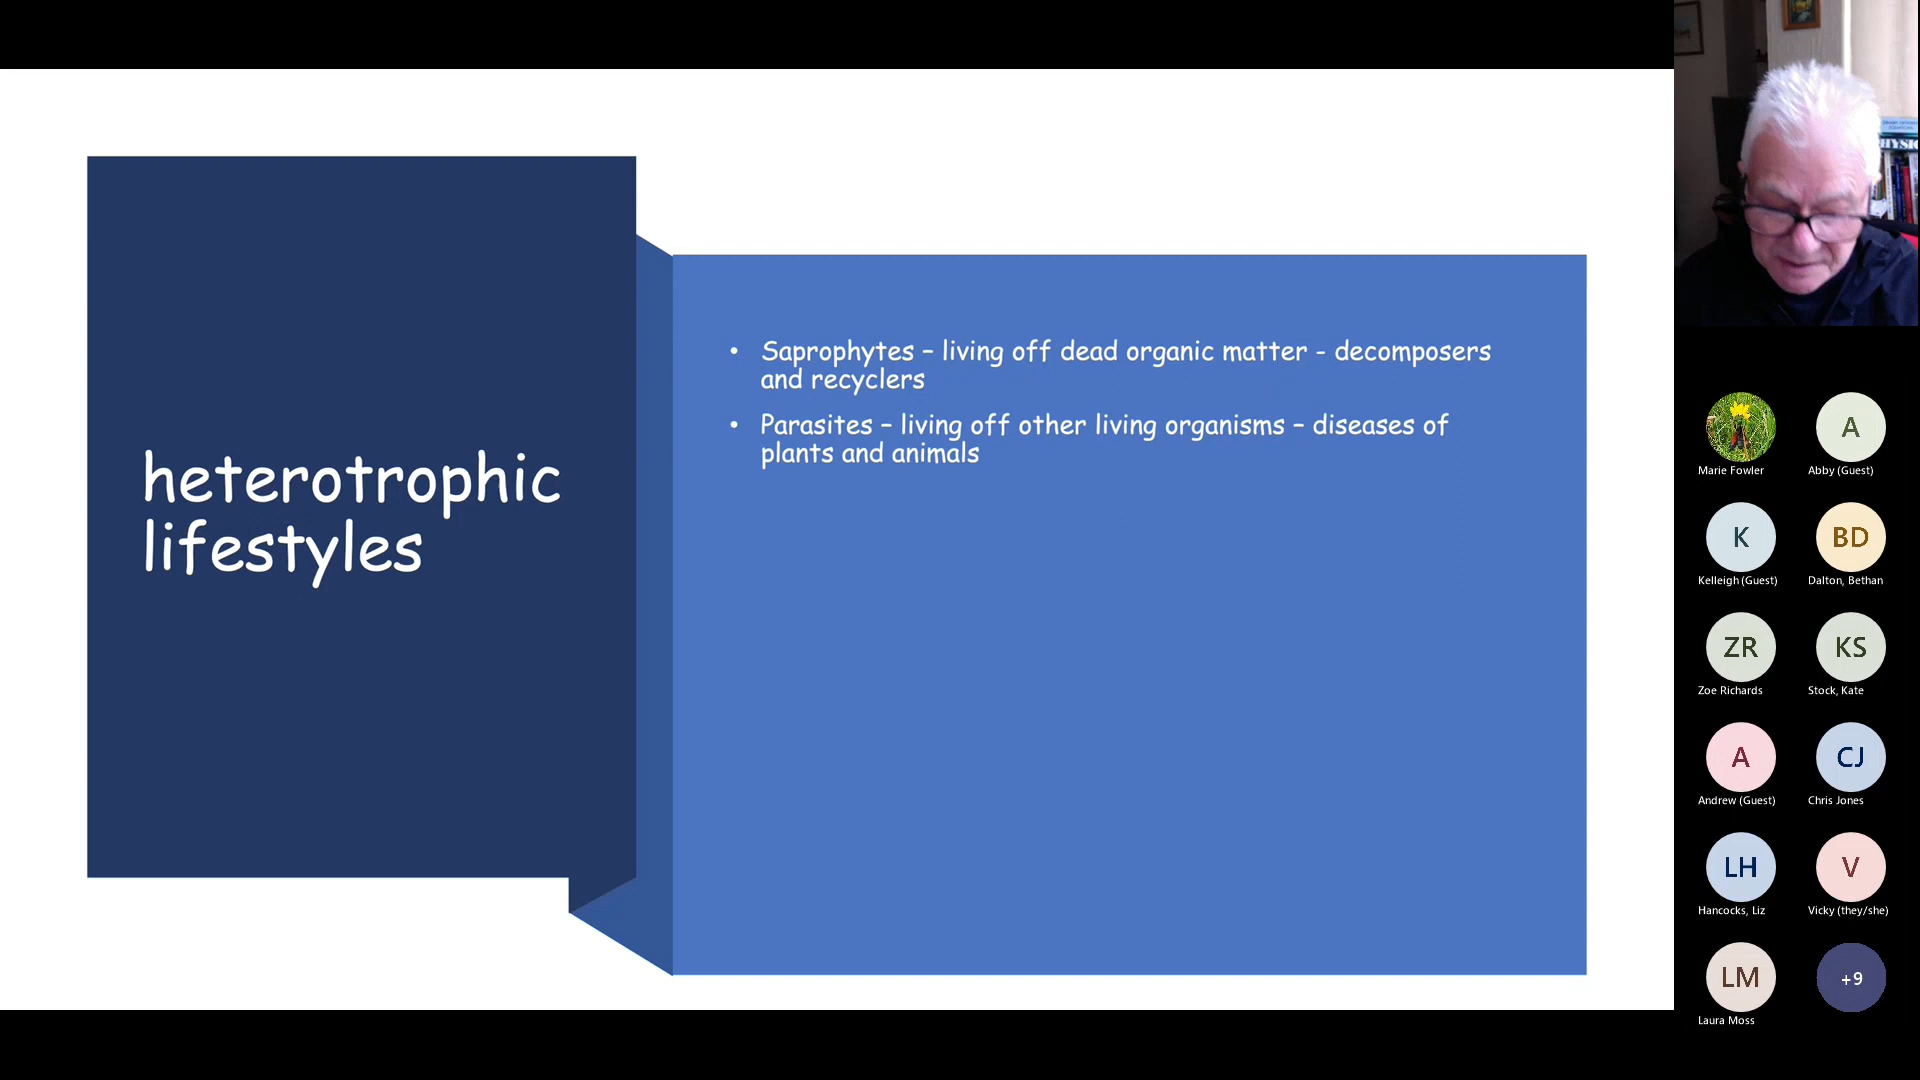 heterotrophic
lifestyles
• Saprophytes – living off dead organic matter - decomposers
and recyclers
• Parasites – living off other living organisms – diseases of
plants and animals
HYSI
Marie Fowler
A
Abby (Guest)
K
Kelleigh (Guest)
BD
Dalton, Bethan
ZR
Zoe Richards
KS
Stock, Kate
A
Andrew (Guest)
CJ
Chris Jones
LH
Hancocks, Liz
V
Vicky (they/she)
LM
Laura Moss
+9